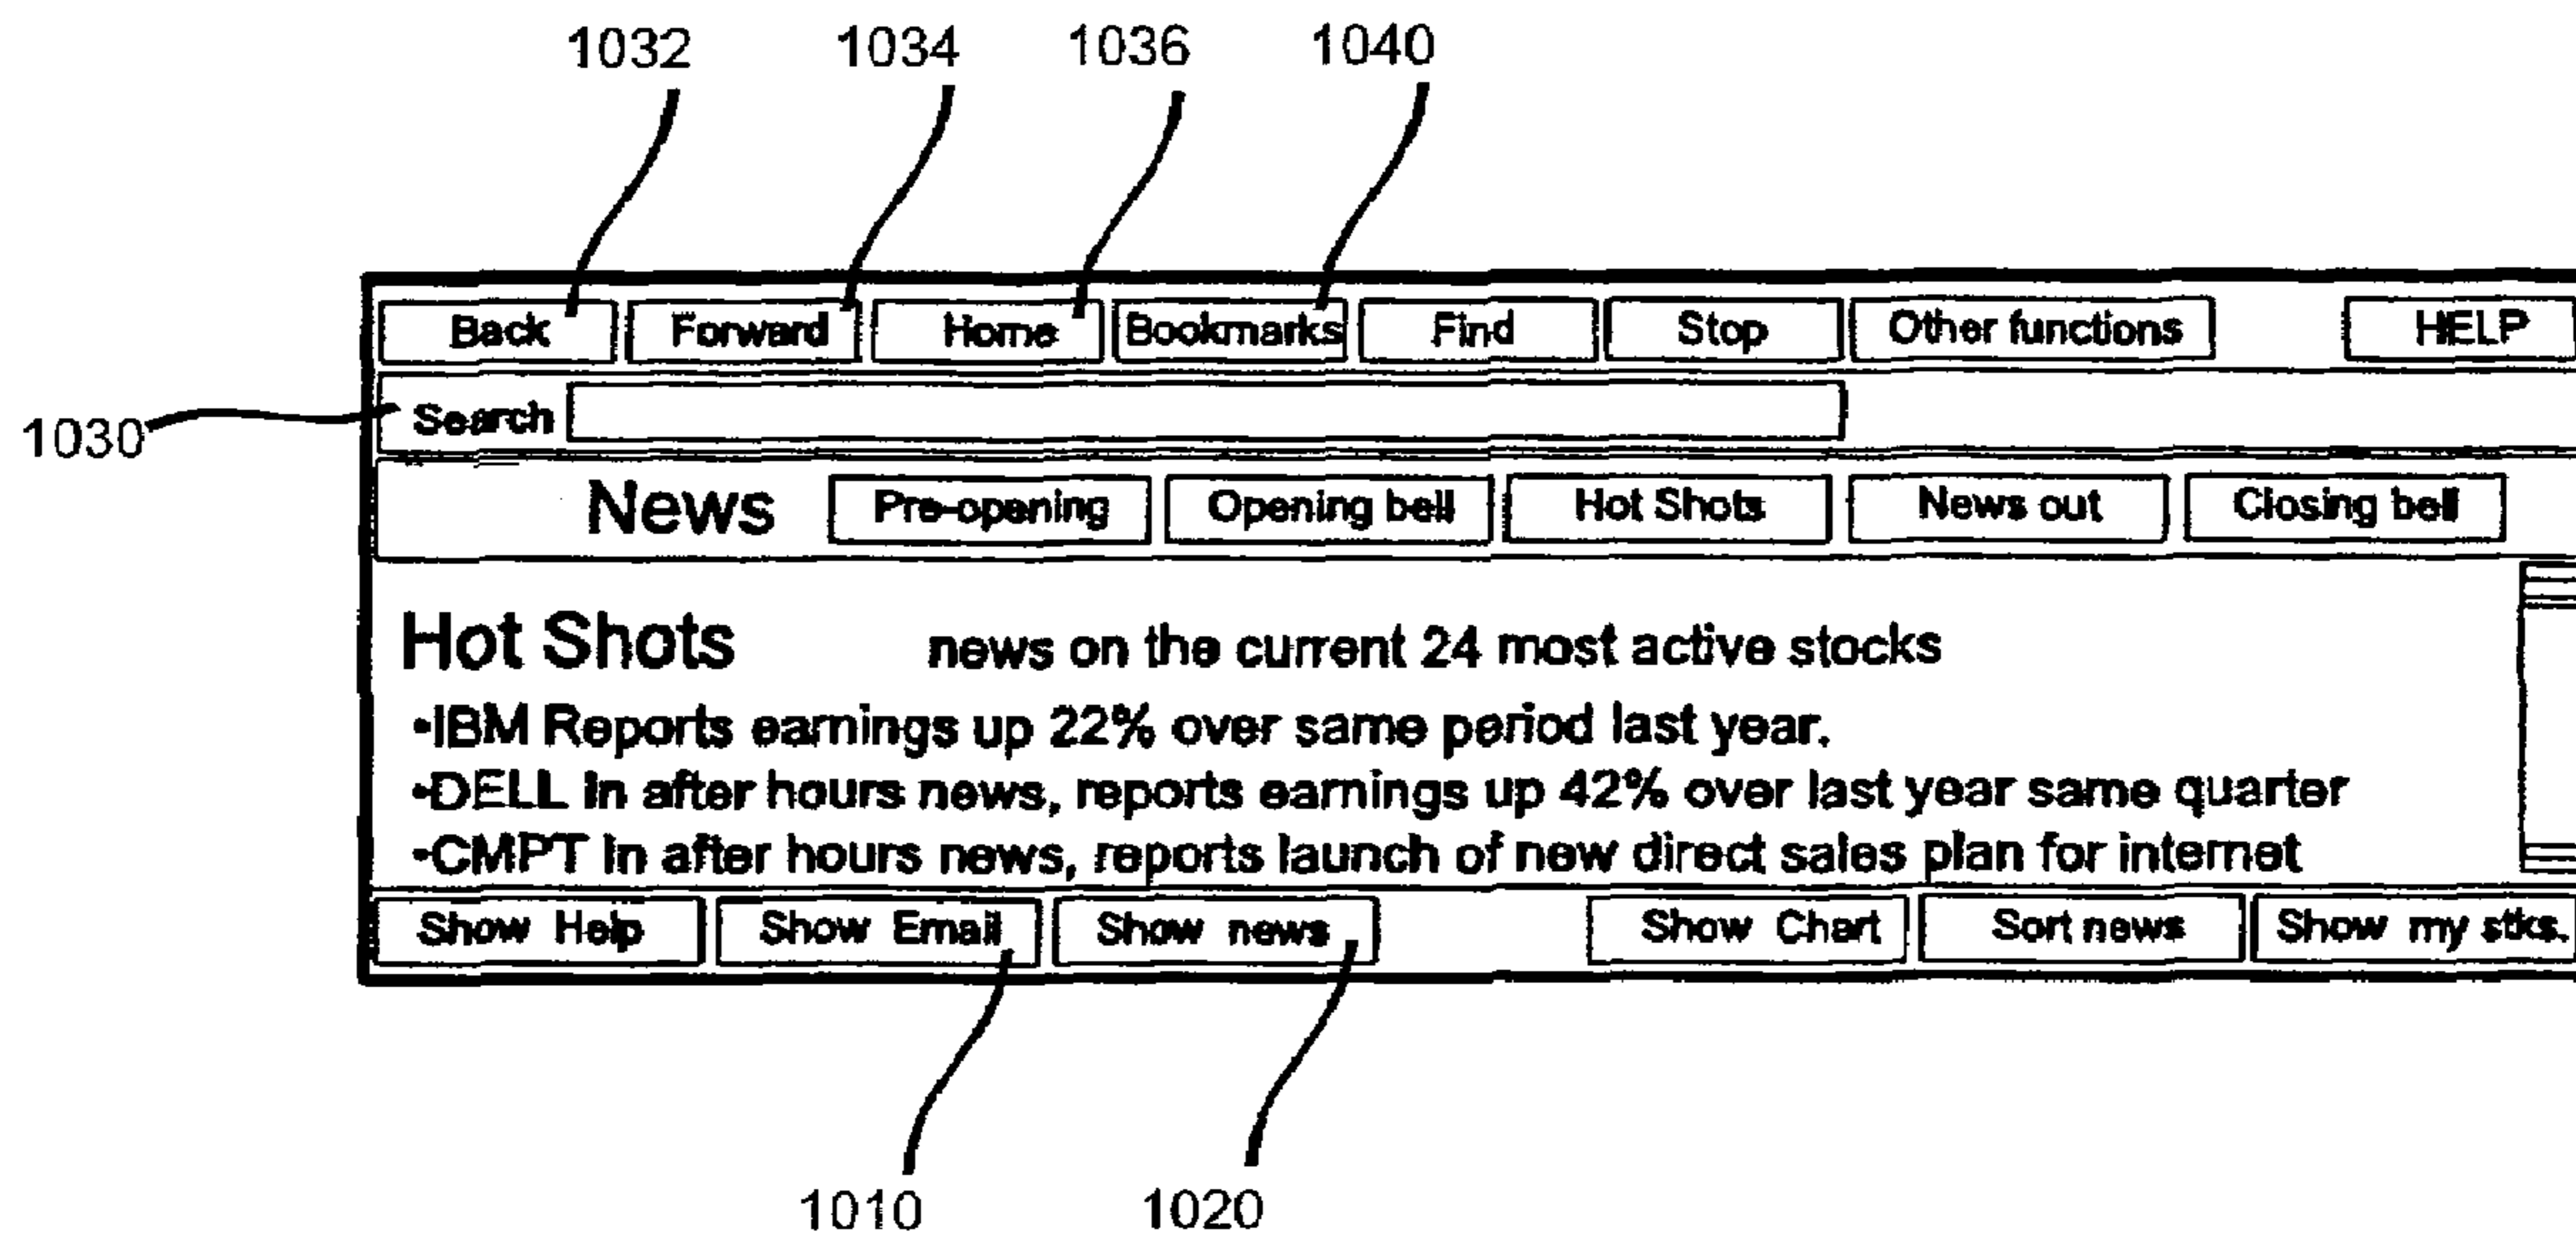 1032 1034 1036 1040
Back Forward Home Bookmarks Find Stop Other functions HELP
1030 Search
News Pre-opening Opening bell Hot Shots News out Closing bell
Hot Shots news on the current 24 most active stocks
•IBM Reports earnings up 22% over same period last year.
•DELL In after hours news, reports earnings up 42% over last year same quarter
•CMPT In after hours news, reports launch of new direct sales plan for internet
Show Help Show Email Show news Show Chart Sort news Show my stks.
1010 1020